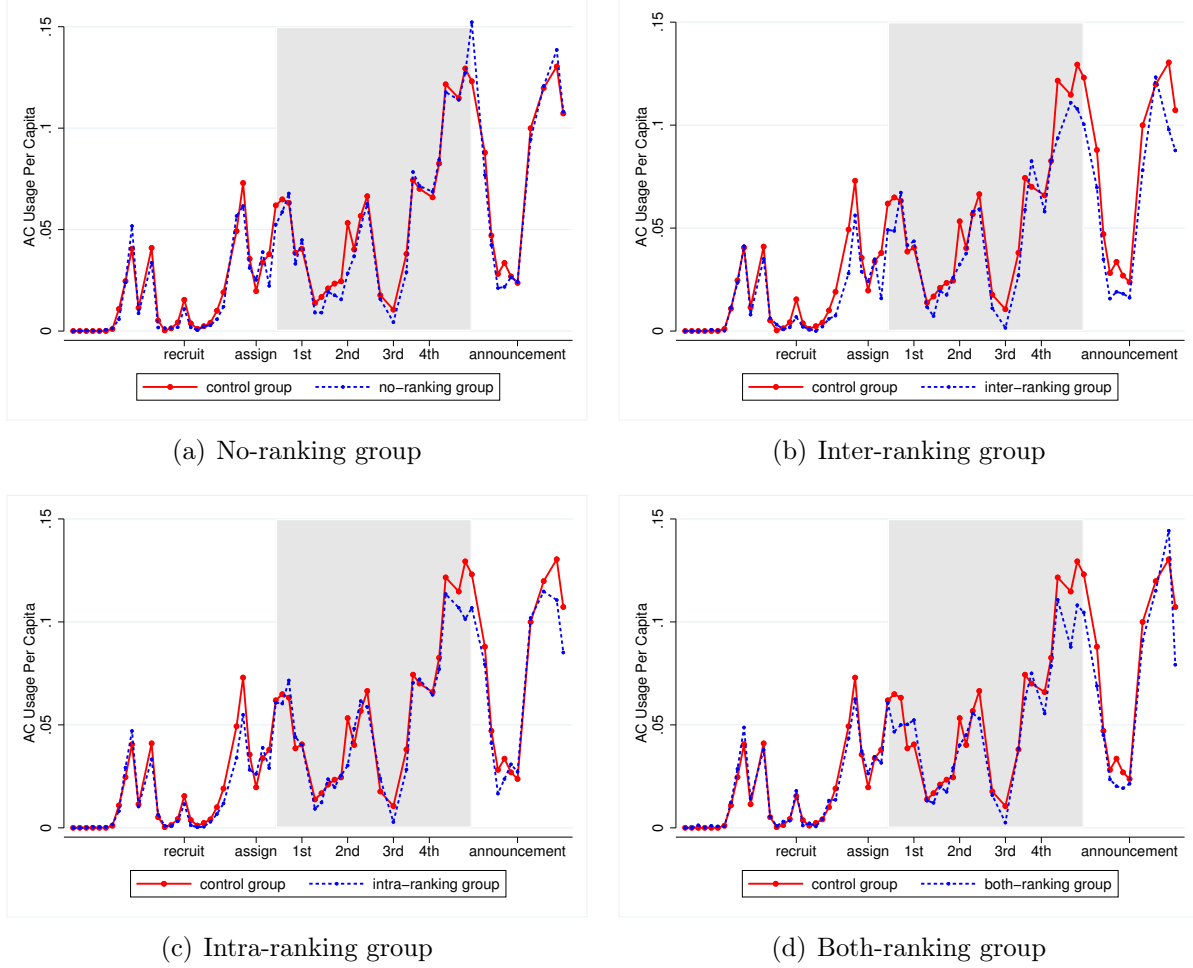 AC Usage Per Capita
.15
.1
.05
0
recruit assign 1st 2nd 3rd 4th announcement
control group no-ranking group
(a) No-ranking group
AC Usage Per Capita
.15
.1
.05
0
recruit assign 1st 2nd 3rd 4th announcement
control group inter-ranking group
(b) Inter-ranking group
AC Usage Per Capita
.15
.1
.05
0
recruit assign 1st 2nd 3rd 4th announcement
control group intra-ranking group
(c) Intra-ranking group
AC Usage Per Capita
.15
.1
.05
0
recruit assign 1st 2nd 3rd 4th announcement
control group both-ranking group
(d) Both-ranking group